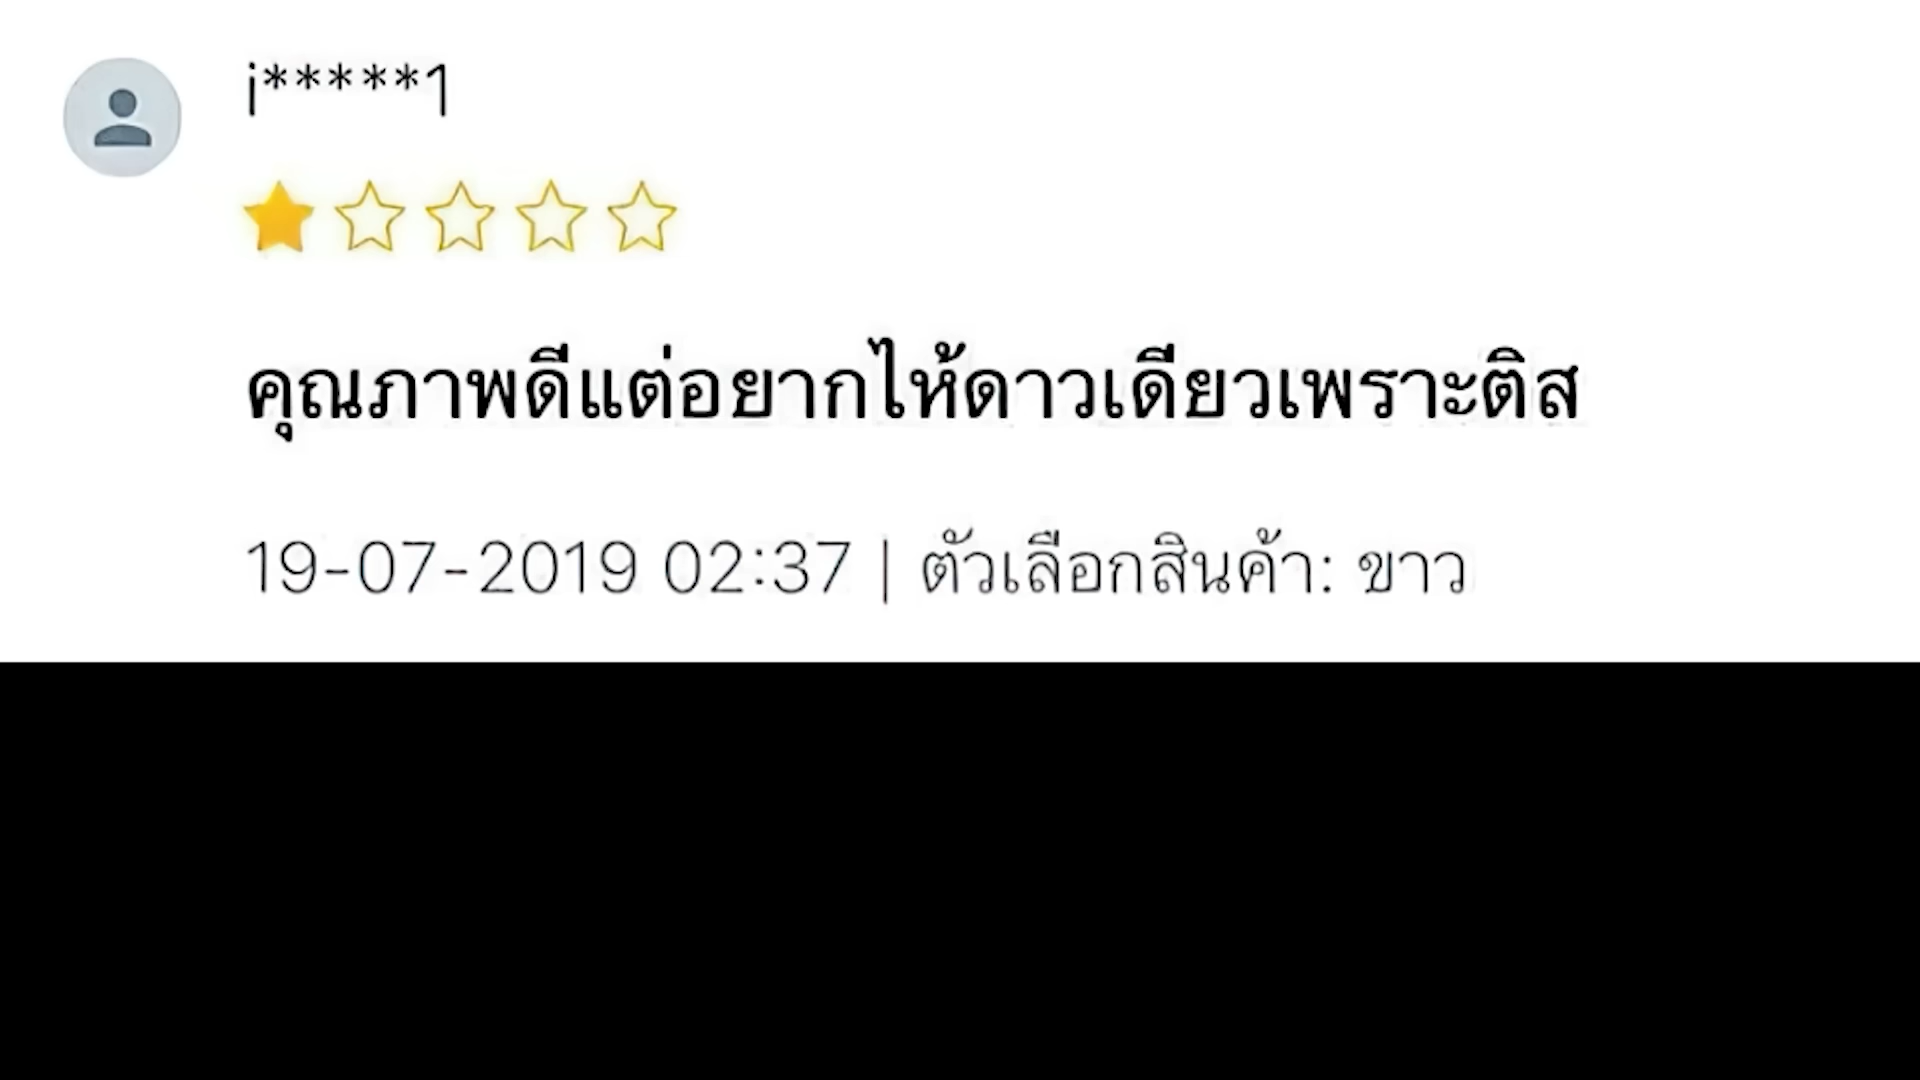 i*****1
คุณภาพดีแต่อยากไห้ดาวเดียวเพราะติส
19-07-2019 02:37 | ตัวเลือกสินค้า: ขาว